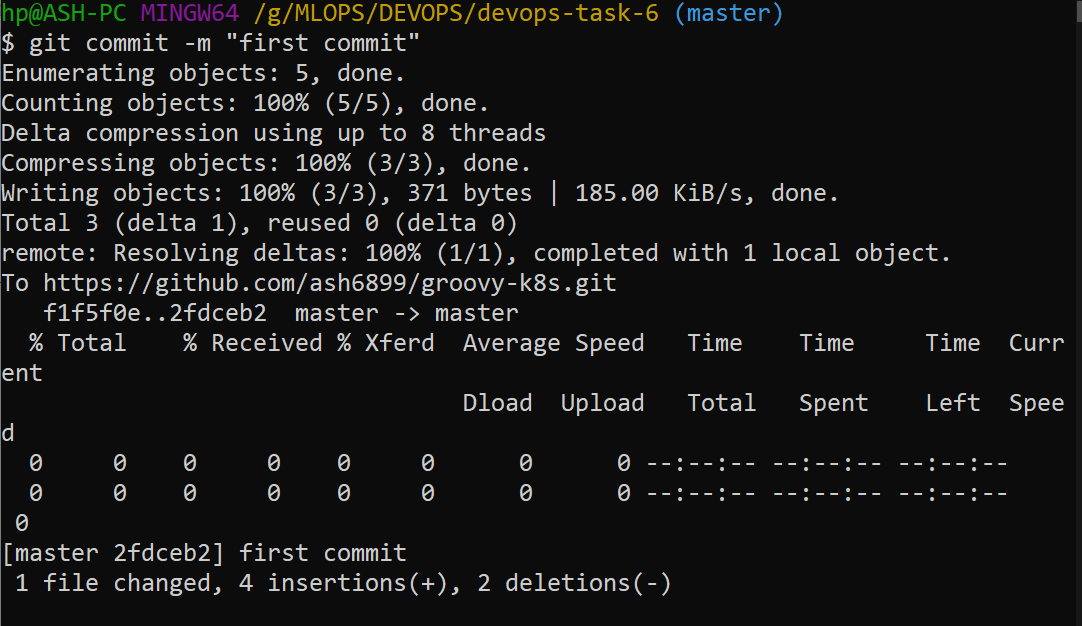 hp@ASH-PC MINGW64 /g/MLOPS/DEVOPS/devops-task-6 (master)
$ git commit -m "first commit"
Enumerating objects: 5, done.
Counting objects: 100% (5/5), done.
Delta compression using up to 8 threads
Compressing objects: 100% (3/3), done.
Writing objects: 100% (3/3), 371 bytes | 185.00 KiB/s, done.
Total 3 (delta 1), reused 0 (delta 0)
remote: Resolving deltas: 100% (1/1), completed with 1 local object.
To https://github.com/ash6899/groovy-k8s.git
   f1f5f0e..2fdceb2  master -> master
  % Total    % Received % Xferd  Average Speed   Time    Time     Time  Curr
ent
                                 Dload  Upload   Total   Spent    Left  Spee
d
  0     0    0     0    0     0      0      0 --:--:-- --:--:-- --:--:--
  0     0    0     0    0     0      0      0 --:--:-- --:--:-- --:--:--
 0
[master 2fdceb2] first commit
 1 file changed, 4 insertions(+), 2 deletions(-)